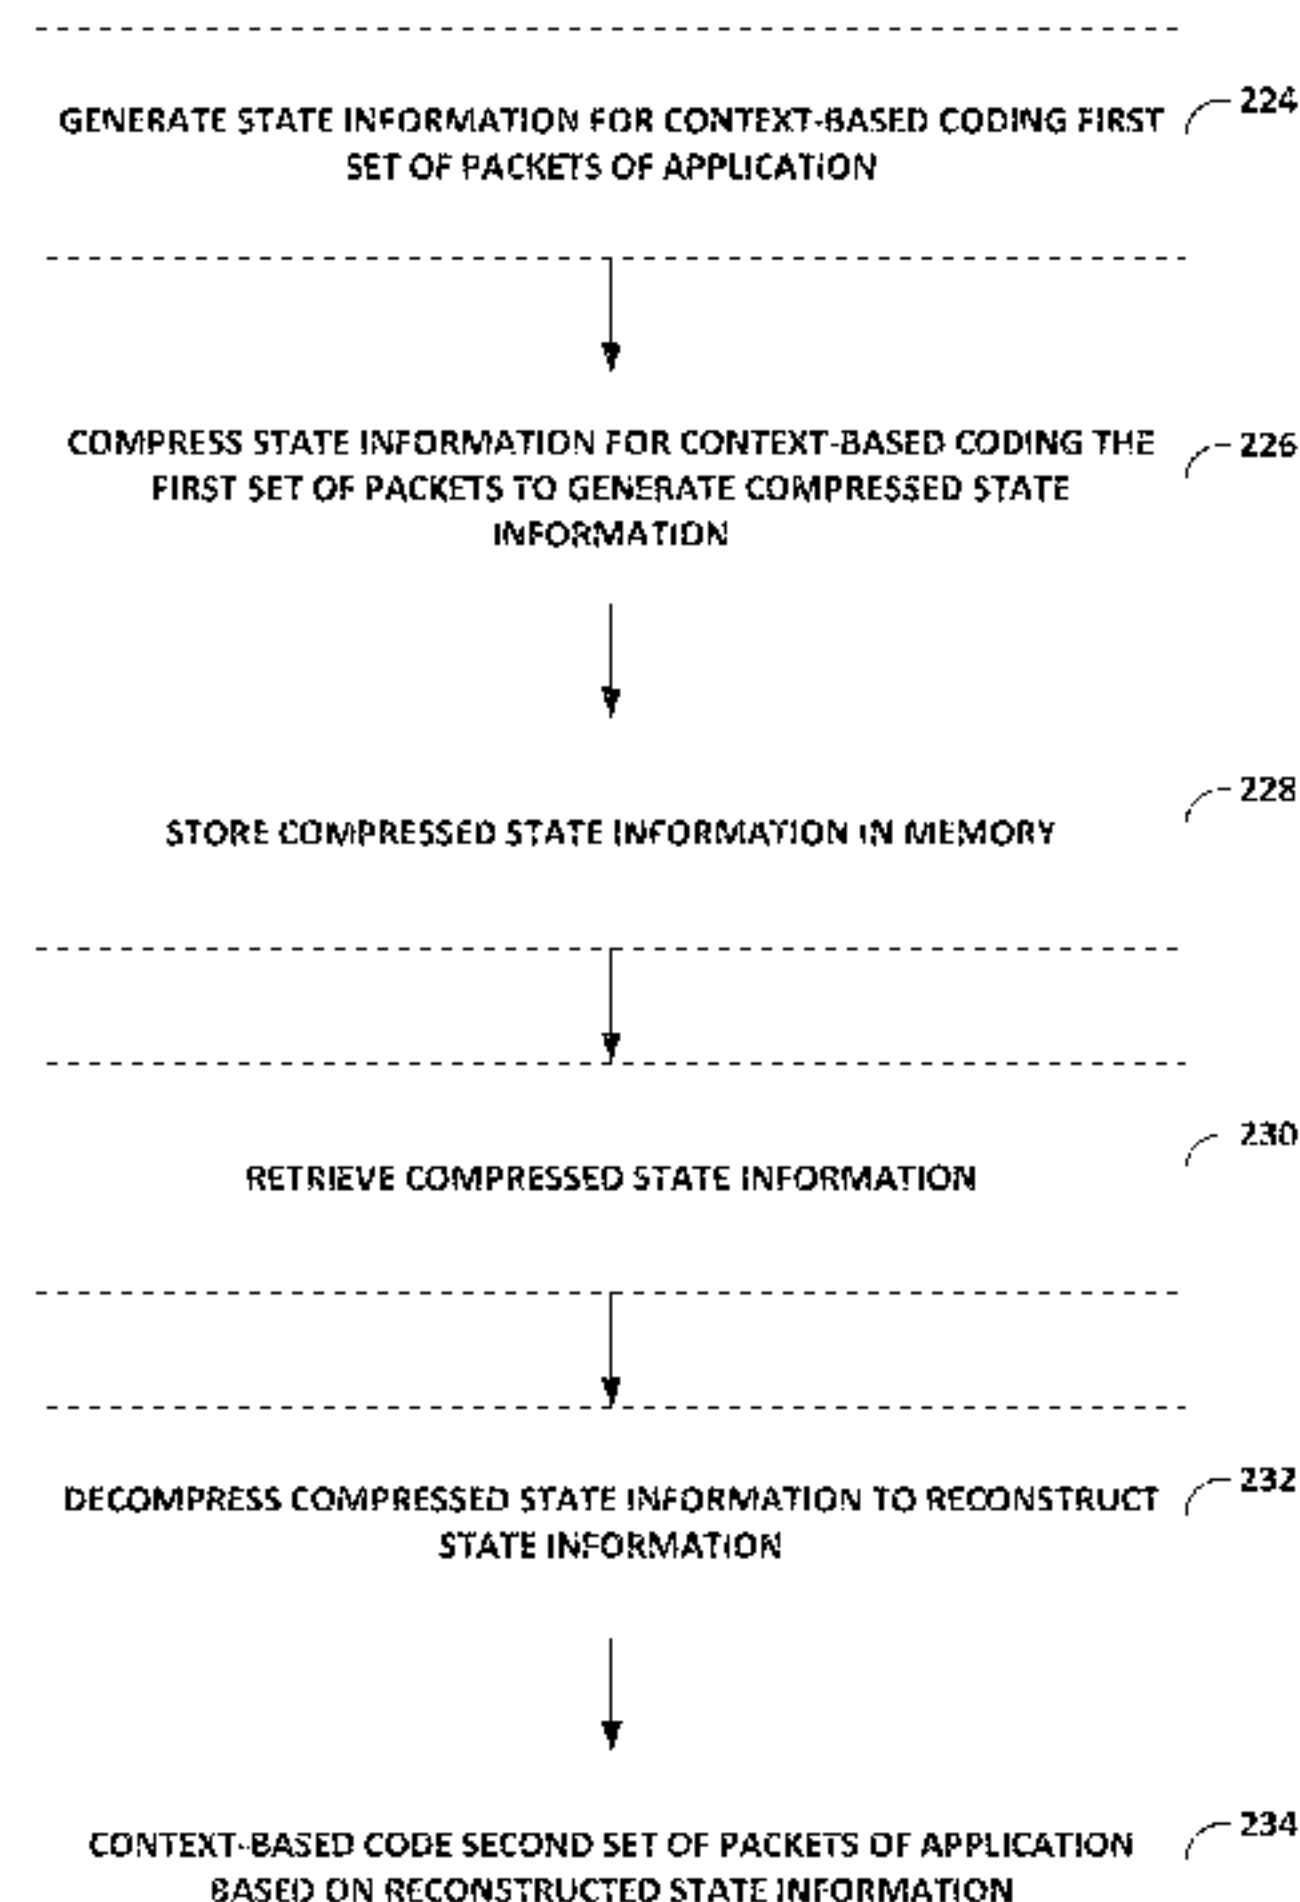 224
GENERATE STATE INFORMATION FOR CONTEXT-BASED CODING FIRST
SET OF PACKETS OF APPLICATION
226
COMPRESS STATE INFORMATION FOR CONTEXT-BASED CODING THE
FIRST SET OF PACKETS TO GENERATE COMPRESSED STATE
INFORMATION
228
STORE COMPRESSED STATE INFORMATION IN MEMORY
230
RETRIEVE COMPRESSED STATE INFORMATION
232
DECOMPRESS COMPRESSED STATE INFORMATION TO RECONSTRUCT
STATE INFORMATION
234
CONTEXT-BASED CODE SECOND SET OF PACKETS OF APPLICATION
BASED ON RECONSTRUCTED STATE INFORMATION